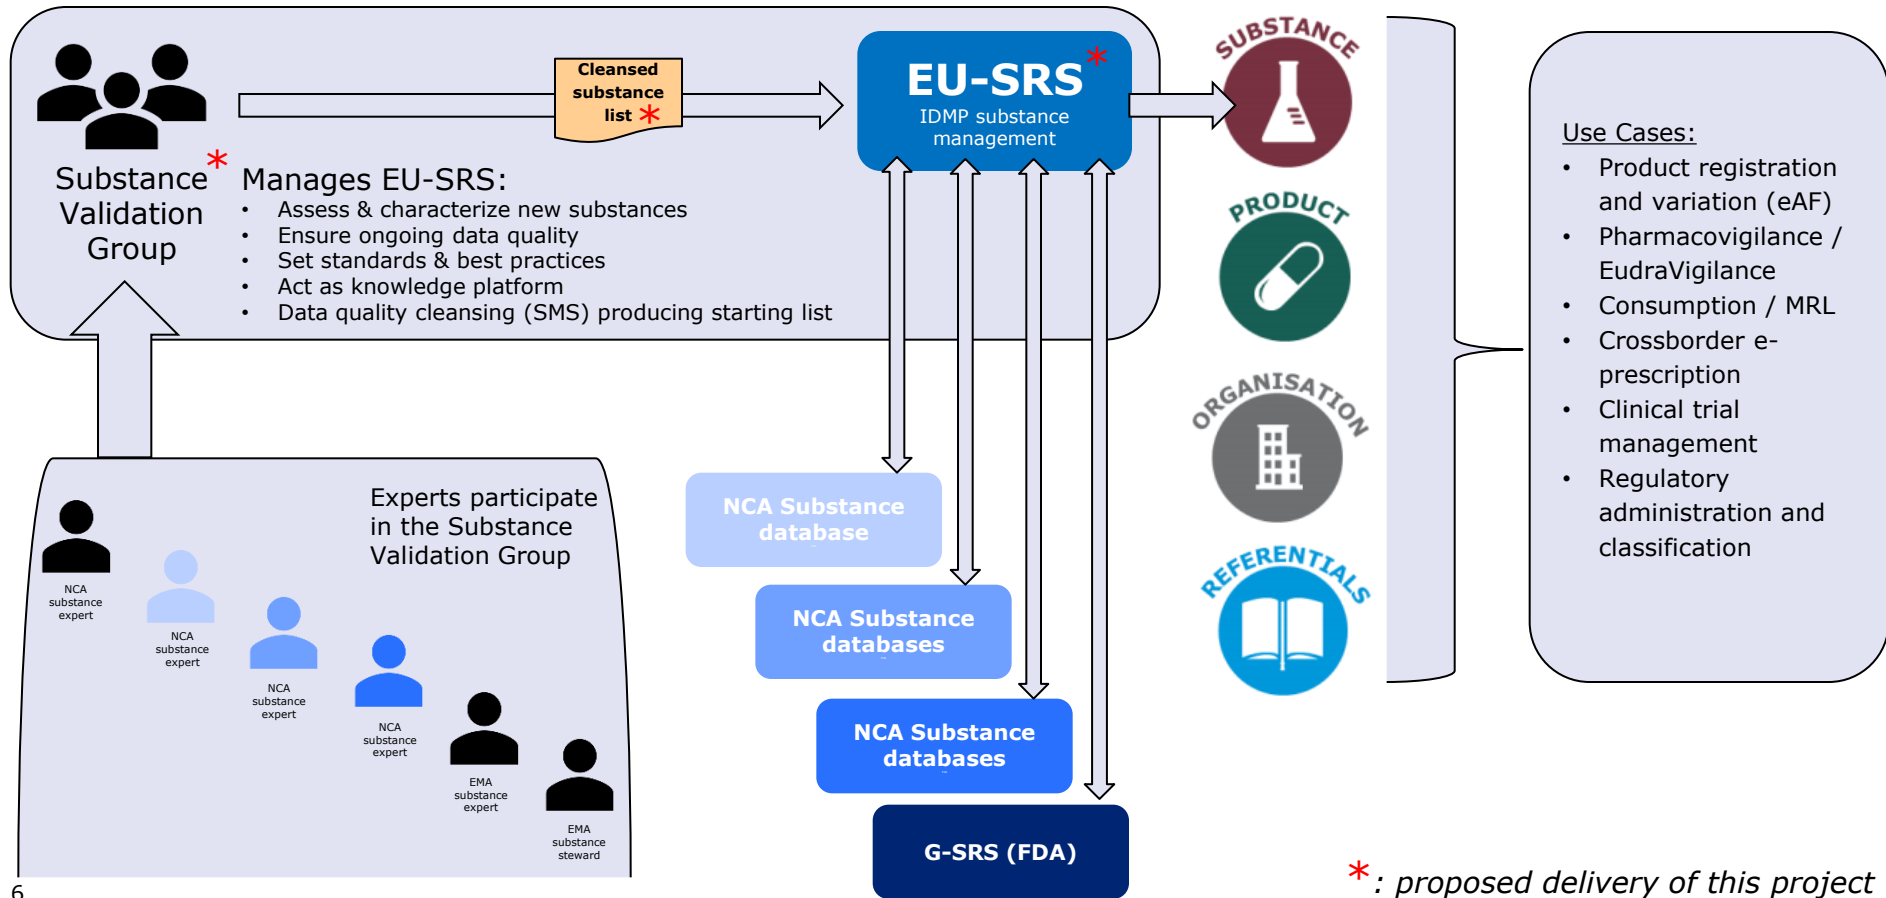 Substance*
Validation
Group
Cleansed
substance
list *
EU-SRS*
IDMP substance
management
Manages EU-SRS:
• Assess & characterize new substances
• Ensure ongoing data quality
• Set standards & best practices
• Act as knowledge platform
• Data quality cleansing (SMS) producing starting list
Experts participate
in the Substance
Validation Group
NCA
substance
expert
NCA
substance
expert
NCA
substance
expert
NCA
substance
expert
EMA
substance
expert
EMA
substance
steward
NCA Substance
database
NCA Substance
databases
NCA Substance
databases
G-SRS (FDA)
SUBSTANCE
PRODUCT
ORGANISATION
REFERENTIALS
Use Cases:
• Product registration
and variation (eAF)
• Pharmacovigilance /
EudraVigilance
• Consumption / MRL
• Crossborder e-
prescription
• Clinical trial
management
• Regulatory
administration and
classification
*: proposed delivery of this project
6